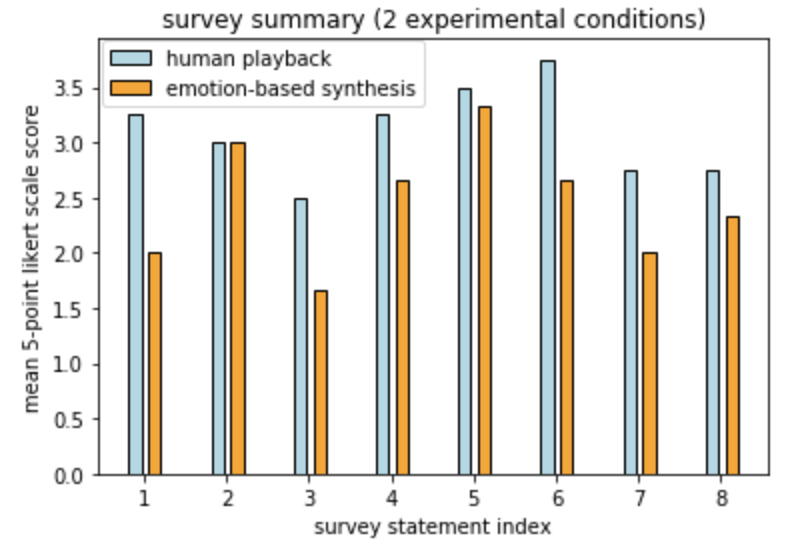 survey summary (2 experimental conditions)
human playback
emotion-based synthesis
mean 5-point likert scale score
3.5
3.0
2.5
2.0
1.5
1.0
0.5
0.0
1 2 3 4 5 6 7 8
survey statement index